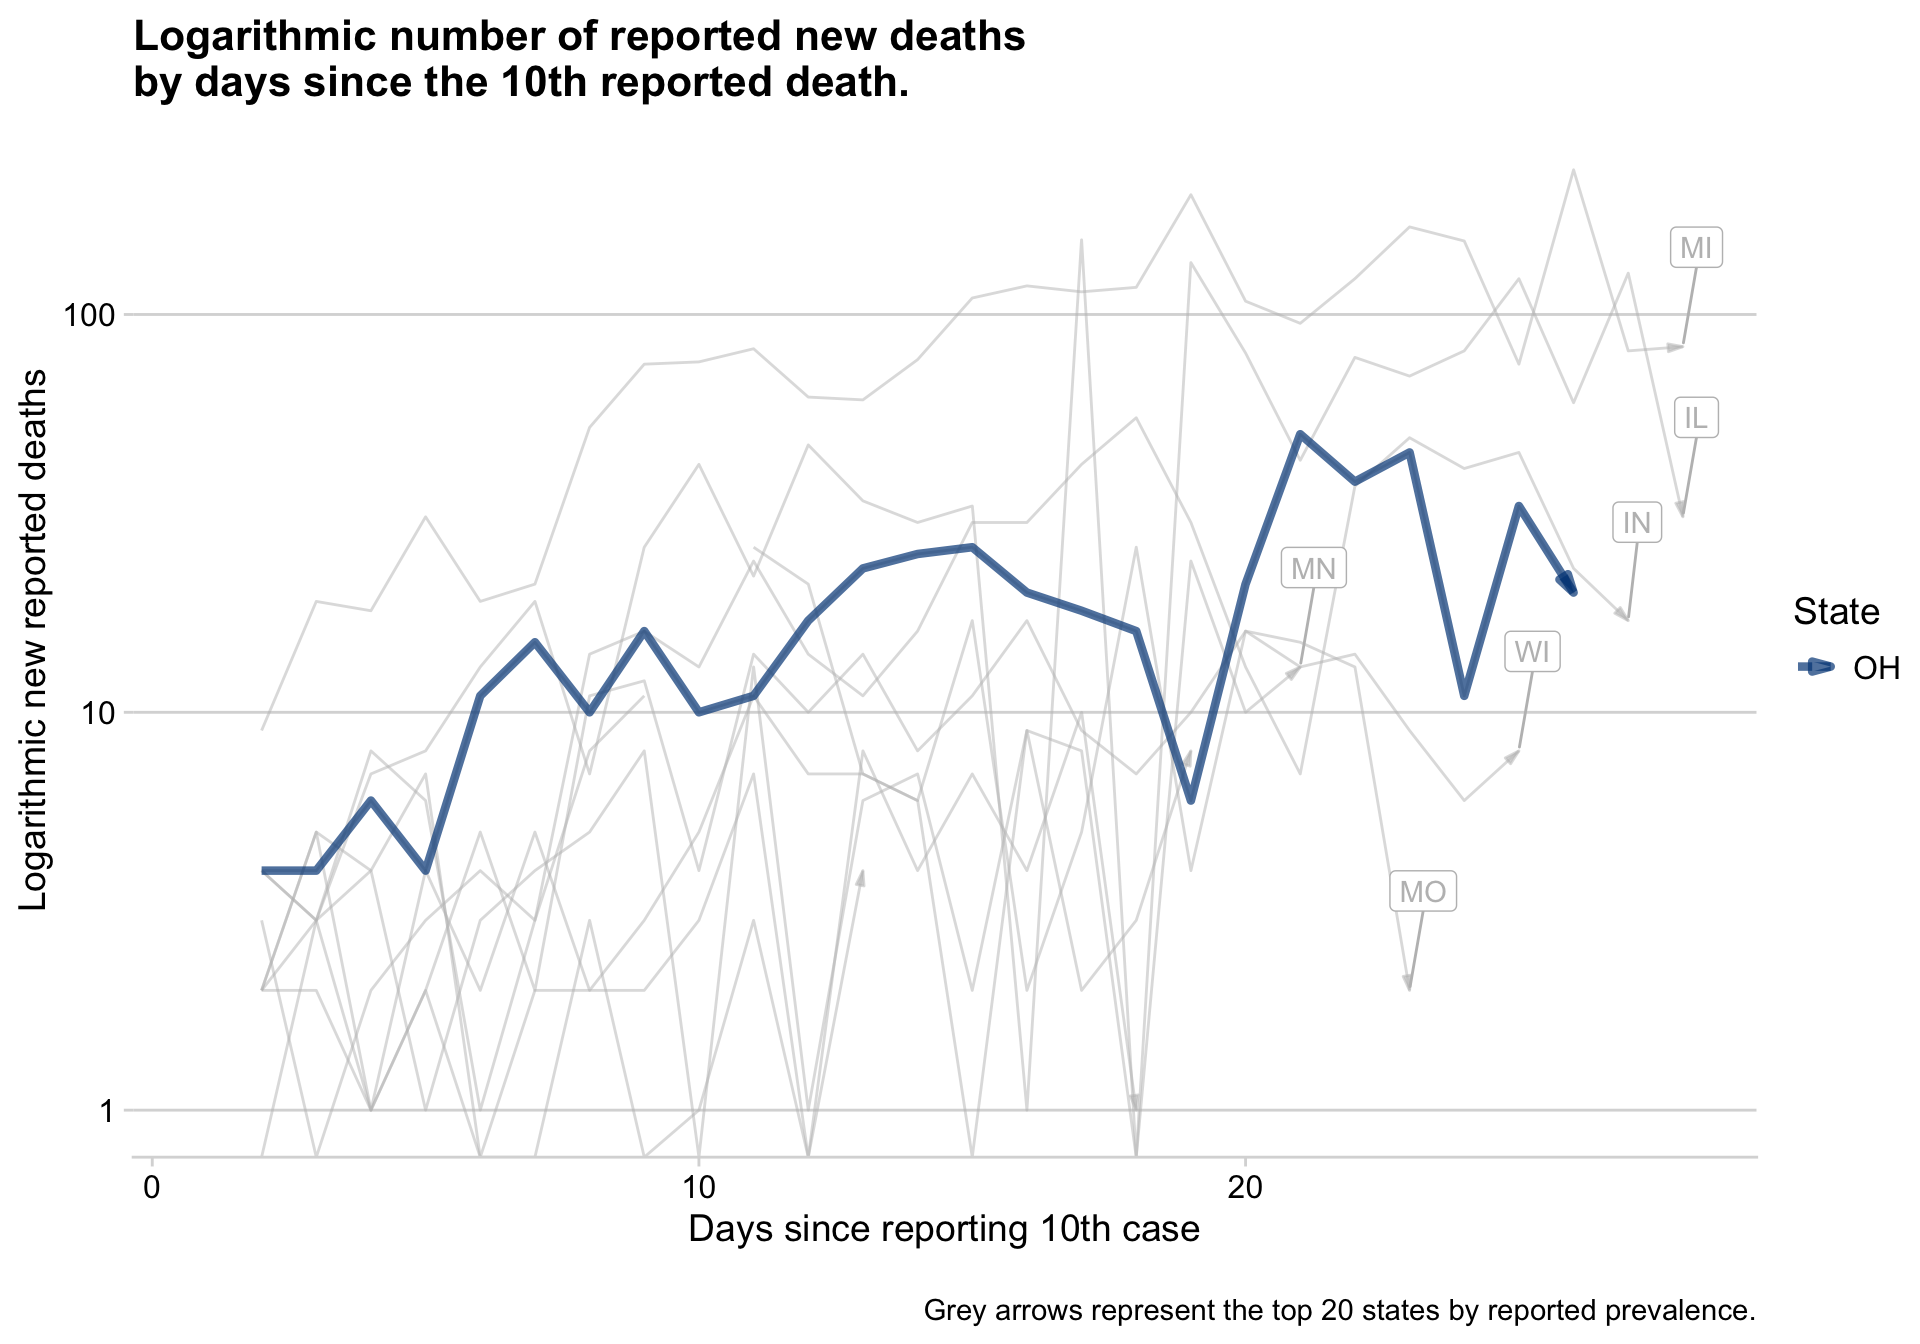 Logarithmic number of reported new deaths
by days since the 10th reported death.
Logarithmic new reported deaths
100
10
1
MI
IL
IN
MN
WI
MO
State
OH
0
10
20
Days since reporting 10th case
Grey arrows represent the top 20 states by reported prevalence.